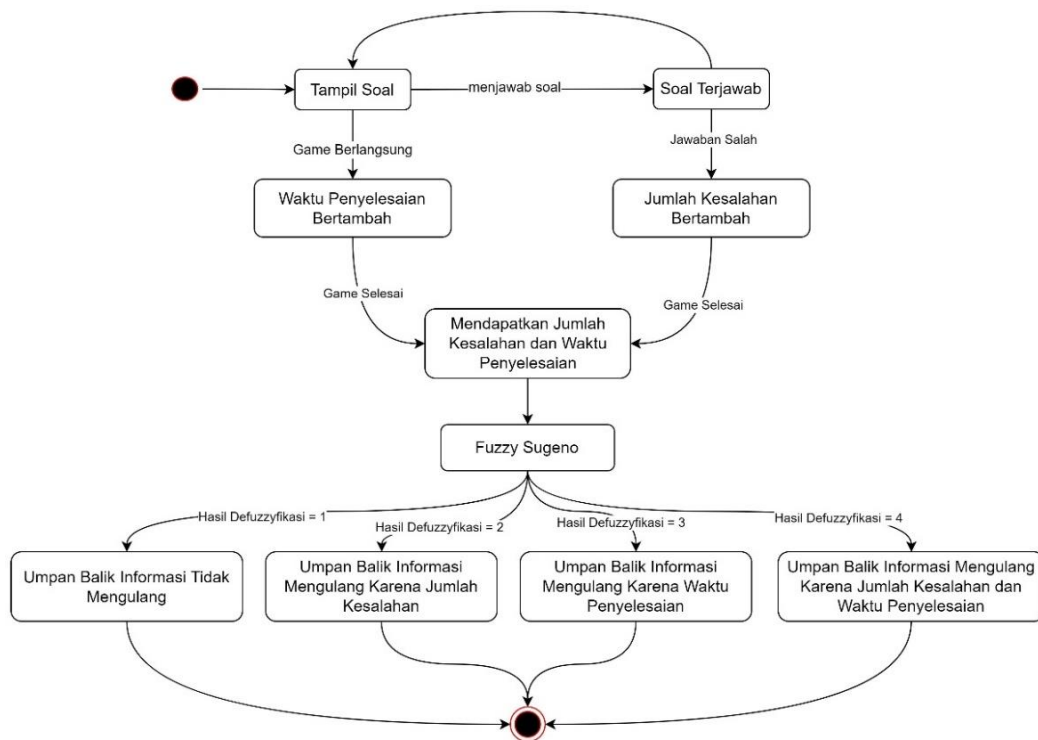 Tampil Soal
menjawab soal
Soal Terjawab
Game Berlangsung
Jawaban Salah
Waktu Penyelesaian
Bertambah
Jumlah Kesalahan
Bertambah
Game Selesai
Game Selesai
Mendapatkan Jumlah
Kesalahan dan Waktu
Penyelesaian
Fuzzy Sugeno
Hasil Defuzzyfikasi = 1
Hasil Defuzzyfikasi = 2
Hasil Defuzzyfikasi = 3
Hasil Defuzzyfikasi = 4
Umpan Balik Informasi Tidak
Mengulang
Umpan Balik Informasi
Mengulang Karena Jumlah
Kesalahan
Umpan Balik Informasi
Mengulang Karena Waktu
Penyelesaian
Umpan Balik Informasi Mengulang
Karena Jumlah Kesalahan dan
Waktu Penyelesaian